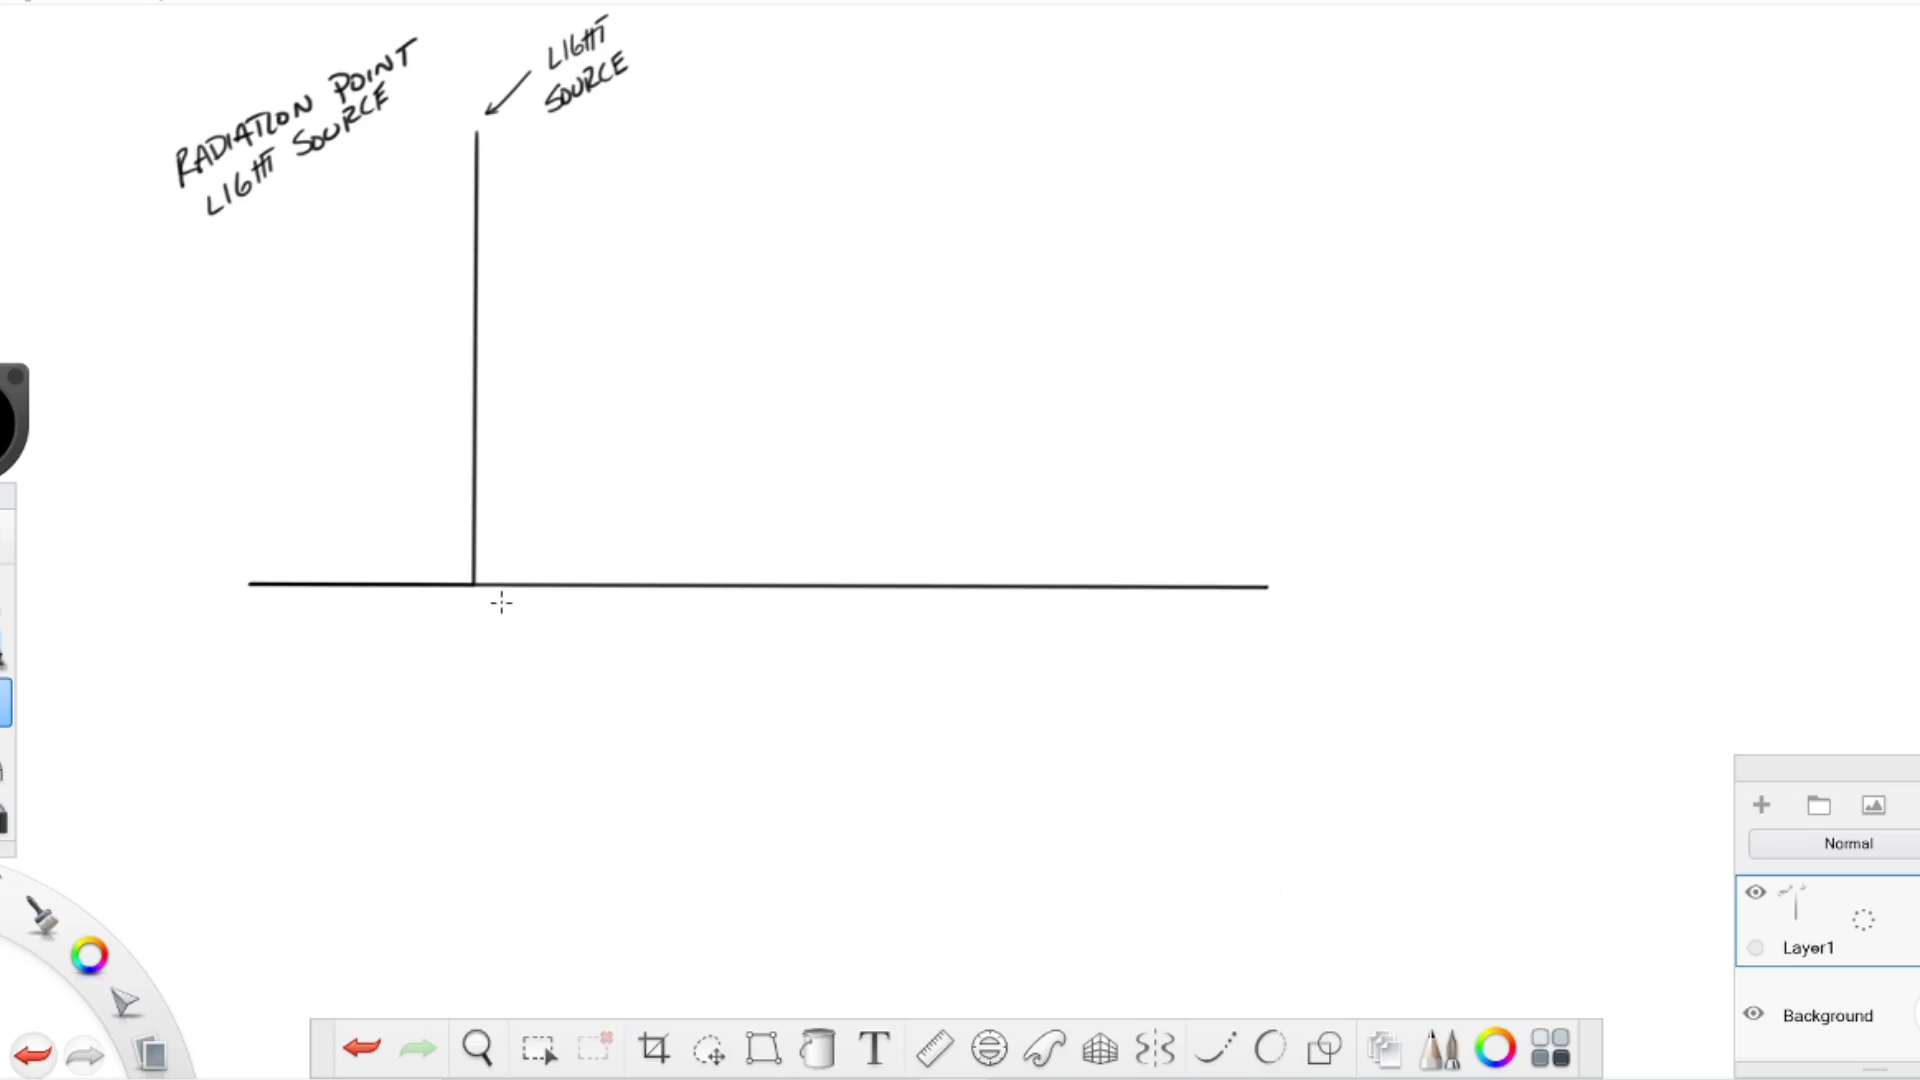 RADIATION POINT
LIGHT SOURCE
LIGHT
SOURCE
Normal
Layer1
Background